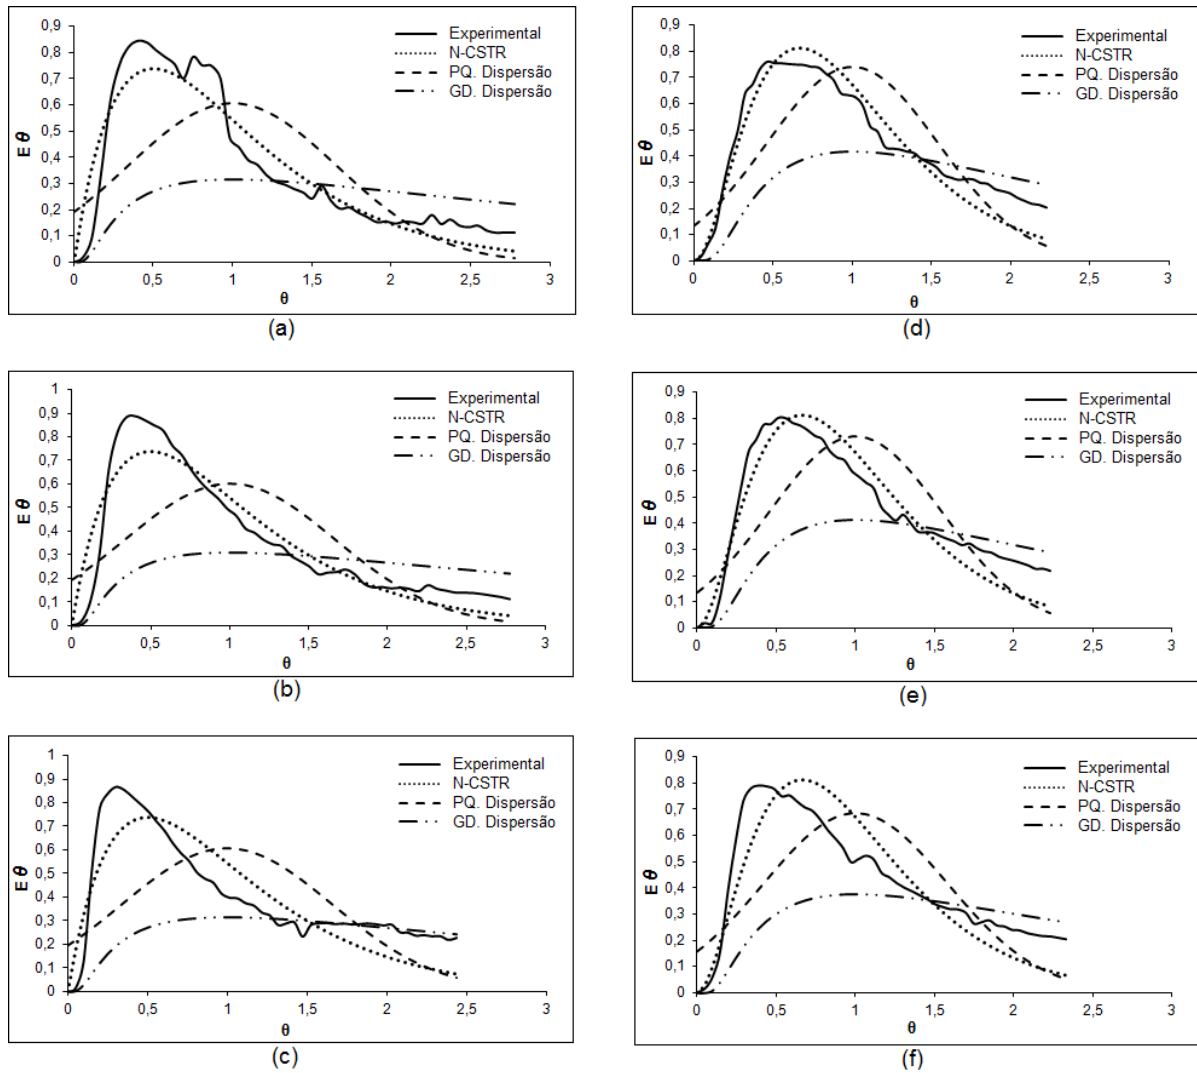 0,9
0,8
0,7
0,6
0,5
0,4
0,3
0,2
0,1
0
E θ
0
0,5
1
1,5
2
2,5
3
θ
Experimental
N-CSTR
PQ. Dispersão
GD. Dispersão
(a)
0,9
0,8
0,7
0,6
0,5
0,4
0,3
0,2
0,1
0
E θ
0
0,5
1
1,5
2
2,5
3
θ
Experimental
N-CSTR
PQ. Dispersão
GD. Dispersão
(d)
1
0,9
0,8
0,7
0,6
0,5
0,4
0,3
0,2
0,1
0
E θ
0
0,5
1
1,5
2
2,5
3
θ
Experimental
N-CSTR
PQ. Dispersão
GD. Dispersão
(b)
0,9
0,8
0,7
0,6
0,5
0,4
0,3
0,2
0,1
0
E θ
0
0,5
1
1,5
2
2,5
3
θ
Experimental
N-CSTR
PQ. Dispersão
GD. Dispersão
(e)
1
0,9
0,8
0,7
0,6
0,5
0,4
0,3
0,2
0,1
0
E θ
0
0,5
1
1,5
2
2,5
3
θ
Experimental
N-CSTR
PQ. Dispersão
GD. Dispersão
(c)
0,9
0,8
0,7
0,6
0,5
0,4
0,3
0,2
0,1
0
E θ
0
0,5
1
1,5
2
2,5
3
θ
Experimental
N-CSTR
PQ. Dispersão
GD. Dispersão
(f)